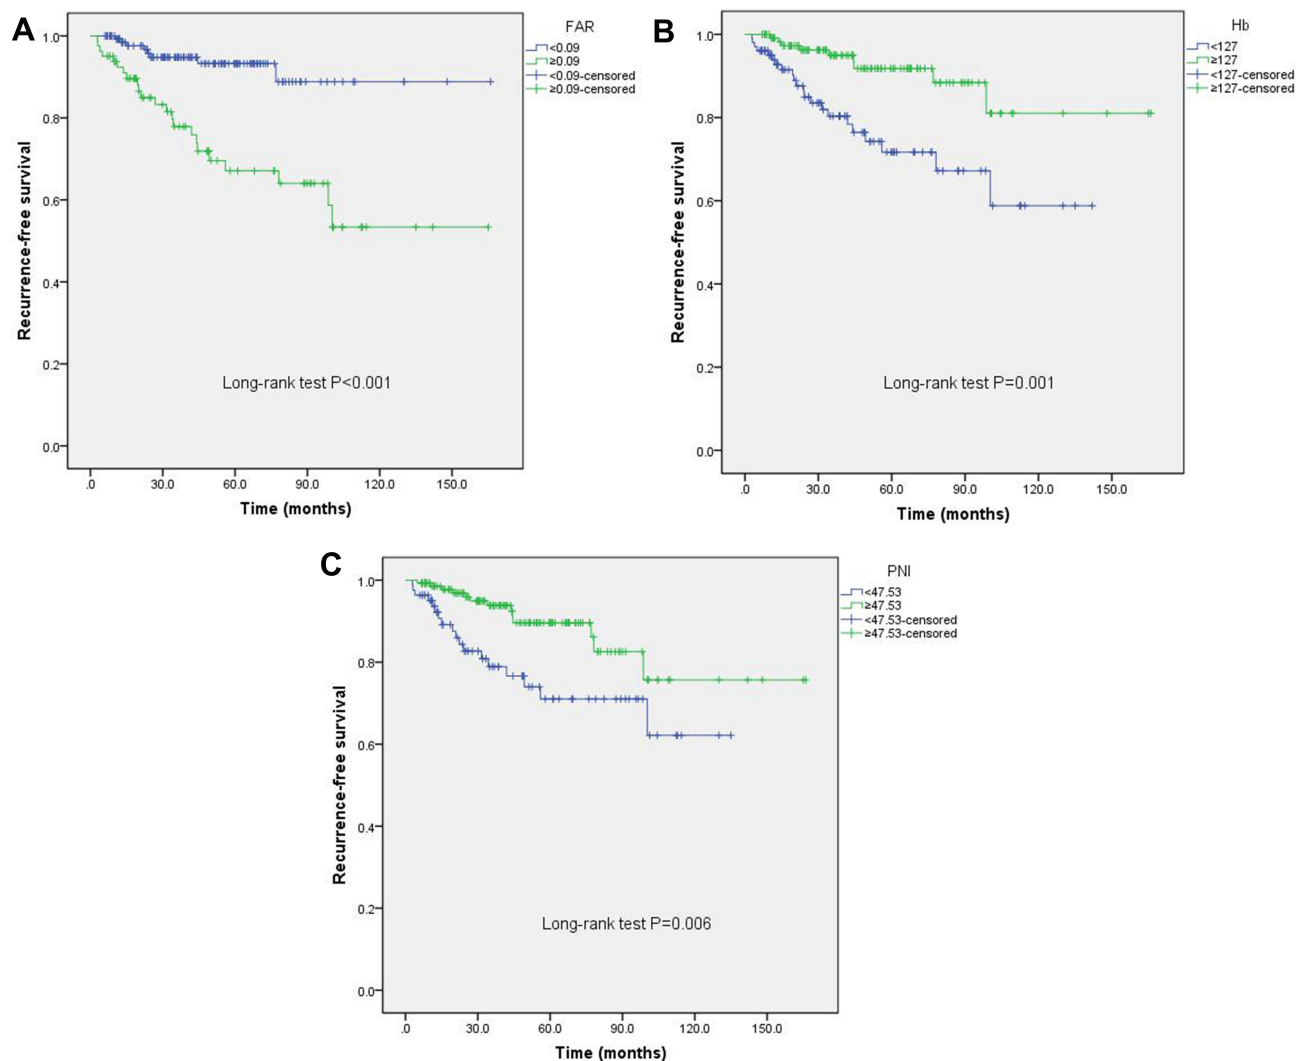 A
FAR
<0.09
≥0.09
<0.09-censored
≥0.09-censored
1.0
0.8
0.6
0.4
0.2
0.0
Recurrence-free survival
Long-rank test P<0.001
.0 30.0 60.0 90.0 120.0 150.0
Time (months)
B
Hb
<127
≥127
<127-censored
≥127-censored
1.0
0.8
0.6
0.4
0.2
0.0
Recurrence-free survival
Long-rank test P=0.001
.0 30.0 60.0 90.0 120.0 150.0
Time (months)
C
PNI
<47.53
≥47.53
<47.53-censored
≥47.53-censored
1.0
0.8
0.6
0.4
0.2
0.0
Recurrence-free survival
Long-rank test P=0.006
.0 30.0 60.0 90.0 120.0 150.0
Time (months)